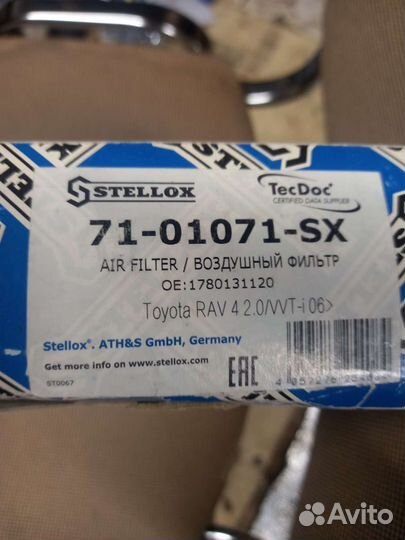 STELLOX
TecDoc
CERTIFIED DATA SUPPLIER
71-01071-SX
AIR FILTER / ВОЗДУШНЫЙ ФИЛЬТР
OE:1780131120
Toyota RAV 4 2.0/VVT-i 06>
Stellox®. ATH&S GmbH, Germany
Get more info on www.stellox.com
ST0067
EAC
Avito